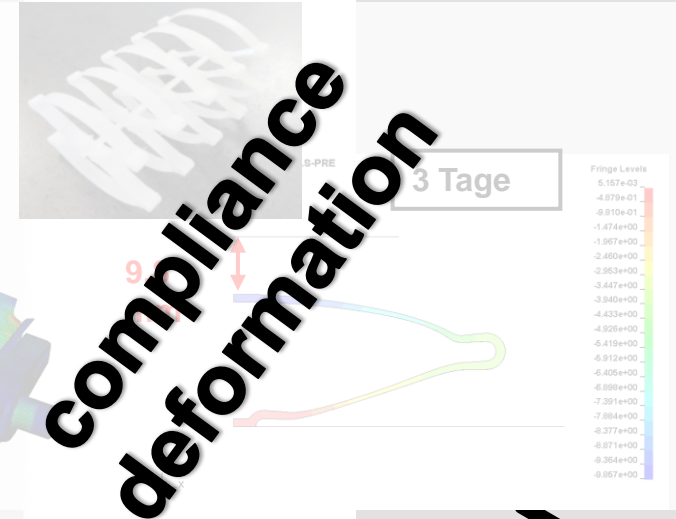 compliance
deformation
LS-PRE
3 Tage
Fringe Levels
5.157e-03
-4.879e-01
-9.810e-01
-1.474e+00
-1.967e+00
-2.460e+00
-2.953e+00
-3.447e+00
-3.940e+00
-4.433e+00
-4.926e+00
-5.419e+00
-5.912e+00
-6.405e+00
-6.898e+00
-7.391e+00
-7.884e+00
-8.377e+00
-8.871e+00
-9.364e+00
-9.857e+00